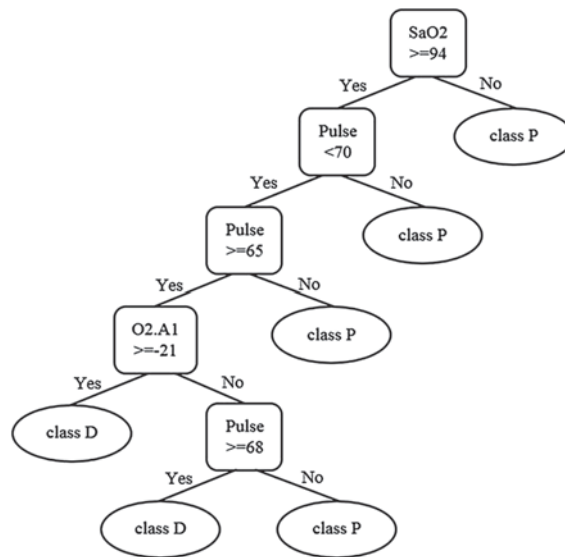 SaO2
>=94
Yes
No
Pulse
<70
class P
Yes
No
Pulse
>=65
class P
Yes
No
O2.A1
>=-21
class P
Yes
No
class D
Pulse
>=68
Yes
No
class D
class P